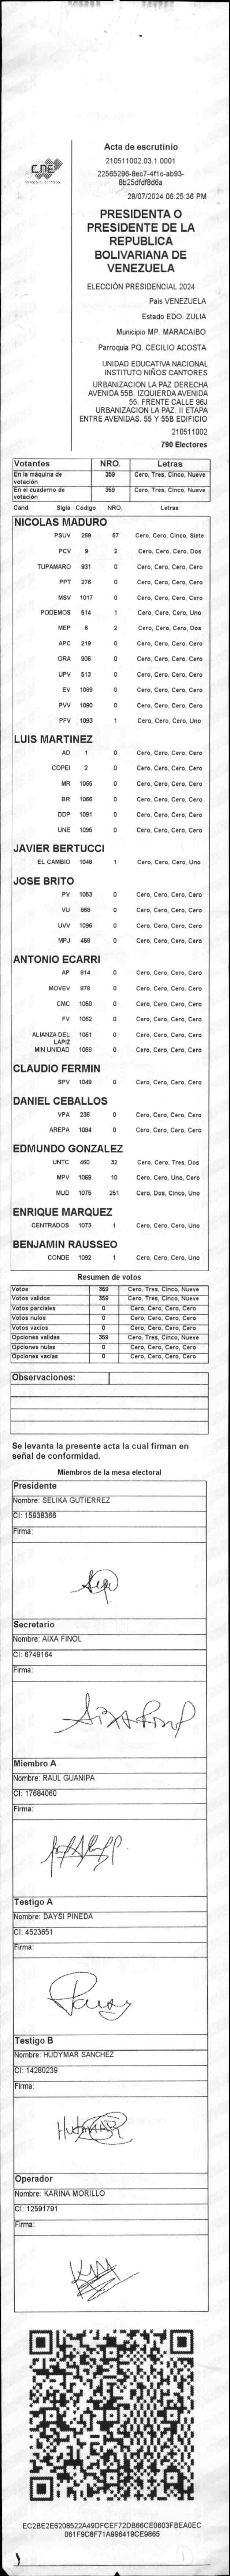 CNE
Acta de escrutinio
210511002.03.1.0001
22565296-8ec7-4f1c-ab93-
8b25dfdf8d6a
28/07/2024 06:25:36 PM
PRESIDENTA O
PRESIDENTE DE LA
REPUBLICA
BOLIVARIANA DE
VENEZUELA
ELECCIÓN PRESIDENCIAL 2024
Pais VENEZUELA
Estado EDO. ZULIA
Municipio MP. MARACAIBO
Parroquia PQ. CECILIO ACOSTA
UNIDAD EDUCATIVA NACIONAL
INSTITUTO NIÑOS CANTORES
URBANIZACION LA PAZ DERECHA
AVENIDA 55B. IZQUIERDA AVENIDA
55. FRENTE CALLE 96J
URBANIZACION LA PAZ. II ETAPA
ENTRE AVENIDAS. 55 Y 55B EDIFICIO
210511002
790 Electores
Votantes NRO. Letras
En la máquina de votación 359 Cero, Tres, Cinco, Nueve
En el cuaderno de votación 359 Cero, Tres, Cinco, Nueve
Cand. Sigla Código NRO. Letras
NICOLAS MADURO
PSUV 269 57 Cero, Cero, Cinco, Siete
PCV 9 2 Cero, Cero, Cero, Dos
TUPAMARO 931 0 Cero, Cero, Cero, Cero
PPT 276 0 Cero, Cero, Cero, Cero
MSV 1017 0 Cero, Cero, Cero, Cero
PODEMOS 514 1 Cero, Cero, Cero, Uno
MEP 6 2 Cero, Cero, Cero, Dos
APC 219 0 Cero, Cero, Cero, Cero
ORA 906 0 Cero, Cero, Cero, Cero
UPV 513 0 Cero, Cero, Cero, Cero
EV 1089 0 Cero, Cero, Cero, Cero
PVV 1090 0 Cero, Cero, Cero, Cero
PFV 1093 1 Cero, Cero, Cero, Uno
LUIS MARTINEZ
AD 1 0 Cero, Cero, Cero, Cero
COPEI 2 0 Cero, Cero, Cero, Cero
MR 1065 0 Cero, Cero, Cero, Cero
BR 1066 0 Cero, Cero, Cero, Cero
DDP 1091 0 Cero, Cero, Cero, Cero
UNE 1095 0 Cero, Cero, Cero, Cero
JAVIER BERTUCCI
EL CAMBIO 1048 1 Cero, Cero, Cero, Uno
JOSE BRITO
PV 1063 0 Cero, Cero, Cero, Cero
VU 868 0 Cero, Cero, Cero, Cero
UVV 1096 0 Cero, Cero, Cero, Cero
MPJ 458 0 Cero, Cero, Cero, Cero
ANTONIO ECARRI
AP 814 0 Cero, Cero, Cero, Cero
MOVEV 878 0 Cero, Cero, Cero, Cero
CMC 1050 0 Cero, Cero, Cero, Cero
FV 1062 0 Cero, Cero, Cero, Cero
ALIANZA DEL LAPIZ 1051 0 Cero, Cero, Cero, Cero
MIN UNIDAD 1069 0 Cero, Cero, Cero, Cero
CLAUDIO FERMIN
SPV 1049 0 Cero, Cero, Cero, Cero
DANIEL CEBALLOS
VPA 236 0 Cero, Cero, Cero, Cero
AREPA 1094 0 Cero, Cero, Cero, Cero
EDMUNDO GONZALEZ
UNTC 460 32 Cero, Cero, Tres, Dos
MPV 1069 10 Cero, Cero, Uno, Cero
MUD 1075 251 Cero, Dos, Cinco, Uno
ENRIQUE MARQUEZ
CENTRADOS 1073 1 Cero, Cero, Cero, Uno
BENJAMIN RAUSSEO
CONDE 1092 1 Cero, Cero, Cero, Uno
Resumen de votos
Votos 359 Cero, Tres, Cinco, Nueve
Votos validos 359 Cero, Tres, Cinco, Nueve
Votos parciales 0 Cero, Cero, Cero, Cero
Votos nulos 0 Cero, Cero, Cero, Cero
Votos vacios 0 Cero, Cero, Cero, Cero
Opciones validas 359 Cero, Tres, Cinco, Nueve
Opciones nulas 0 Cero, Cero, Cero, Cero
Opciones vacias 0 Cero, Cero, Cero, Cero
Observaciones:
Se levanta la presente acta la cual firman en
señal de conformidad.
Miembros de la mesa electoral
Presidente
Nombre: SELIKA GUTIERREZ
CI: 15938366
Firma:
Secretario
Nombre: AIXA FINOL
CI: 6749164
Firma:
Aixa Finol
Miembro A
Nombre: RAUL GUANIPA
CI: 17684060
Firma:
Testigo A
Nombre: DAYSI PINEDA
CI: 4523651
Firma:
Testigo B
Nombre: HUDYMAR SANCHEZ
CI: 14280239
Firma:
Operador
Nombre: KARINA MORILLO
CI: 12591791
Firma:
EC2BE2E6208522A49DFCEF72DB66CE0603FBEA0EC
061F9C8F71A996419CE9865